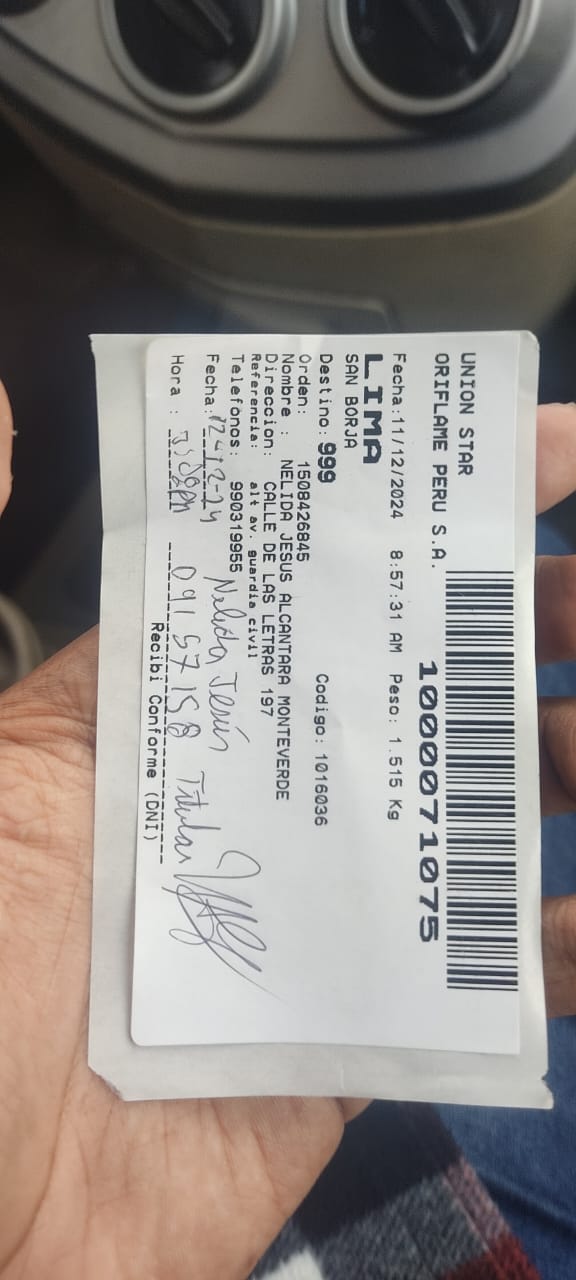 UNION STAR
ORIFLAME PERU S.A.
1000071075
Fecha:11/12/2024 8:57:31 AM Peso: 1.515 Kg
LIMA
SAN BORJA
Destino: 999 Codigo: 1016036
Orden: 1508426845
Nombre : NELIDA JESUS ALCANTARA MONTEVERDE
Direccion: CALLE DE LAS LETRAS 197
Referencia: alt av. guardia civil
Telefonos: 990319955
Fecha: 12-12-24 Nelida Jesús
Hora : 09157158 Titular
Recibi Conforme (DNI)